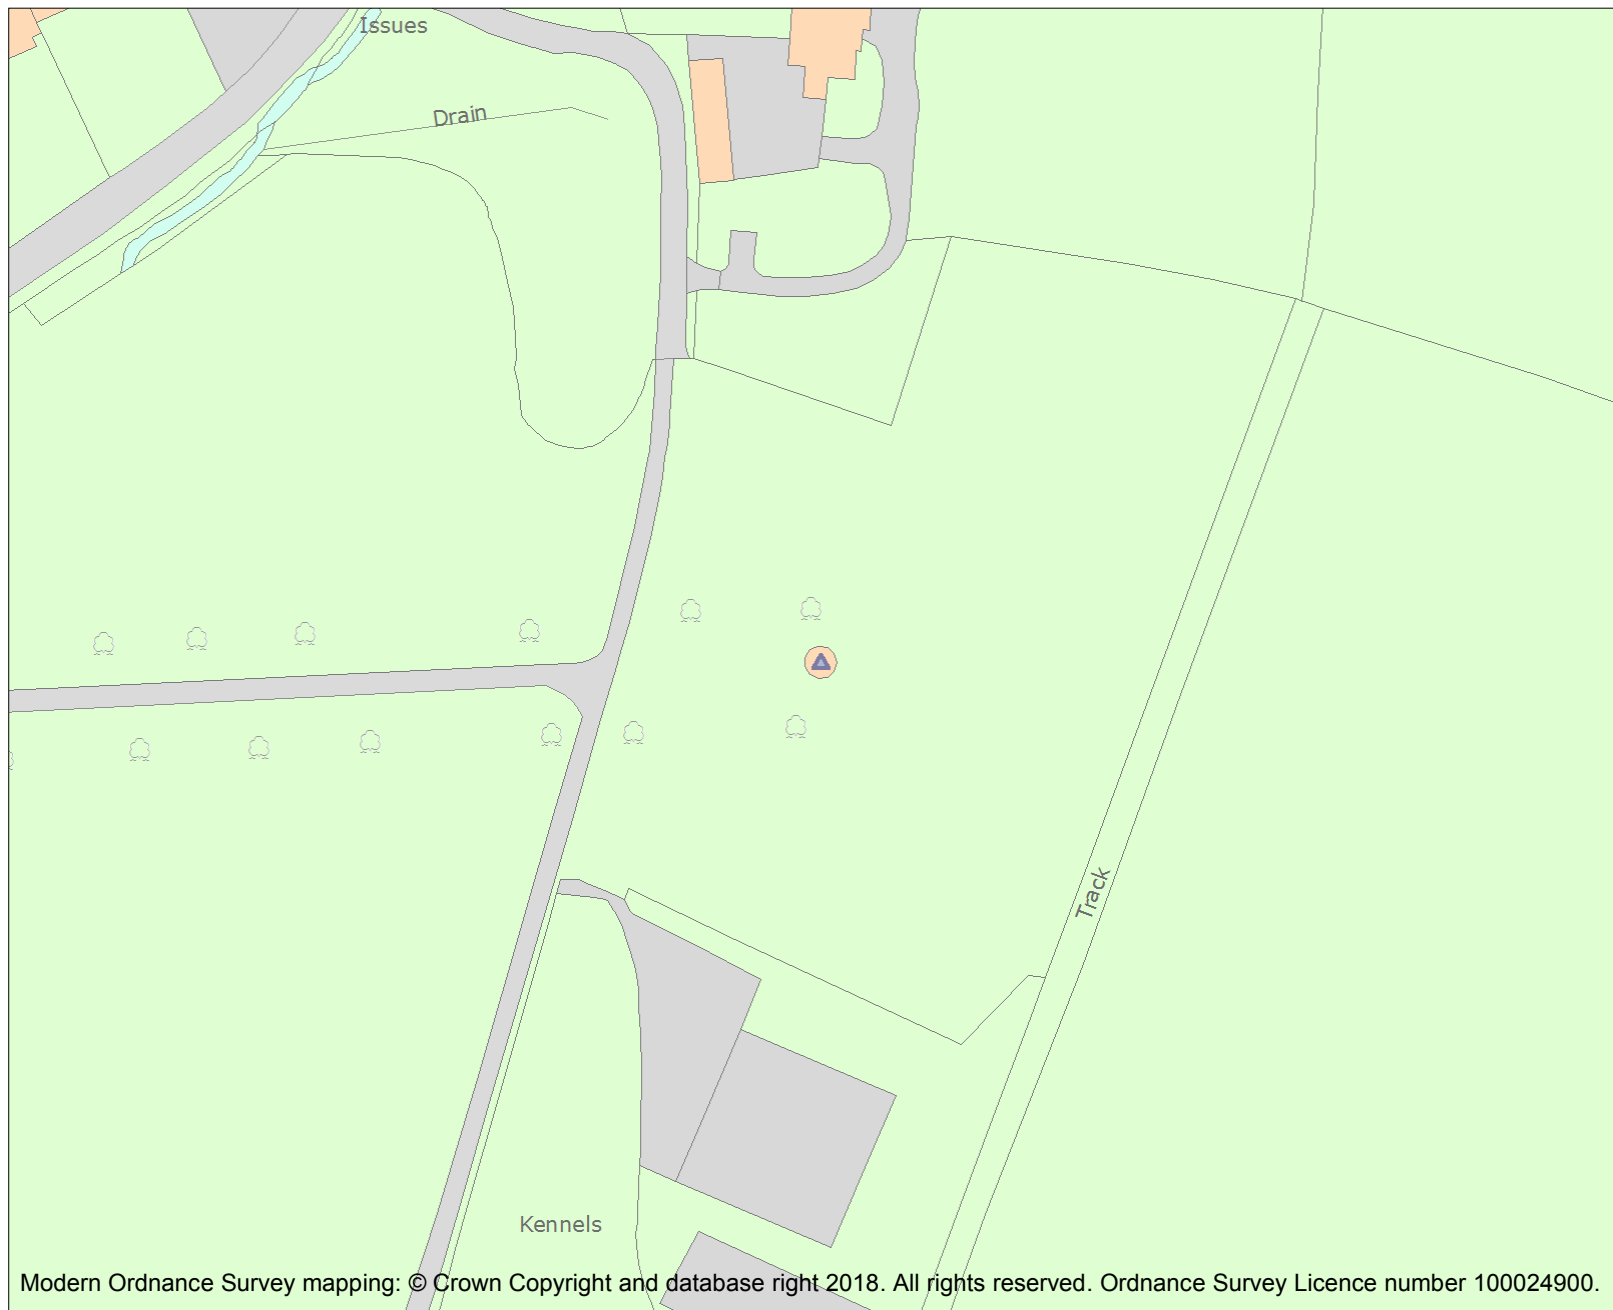 Issues
Drain
Track
Kennels
Modern Ordnance Survey mapping: © Crown Copyright and database right 2018. All rights reserved. Ordnance Survey Licence number 100024900.